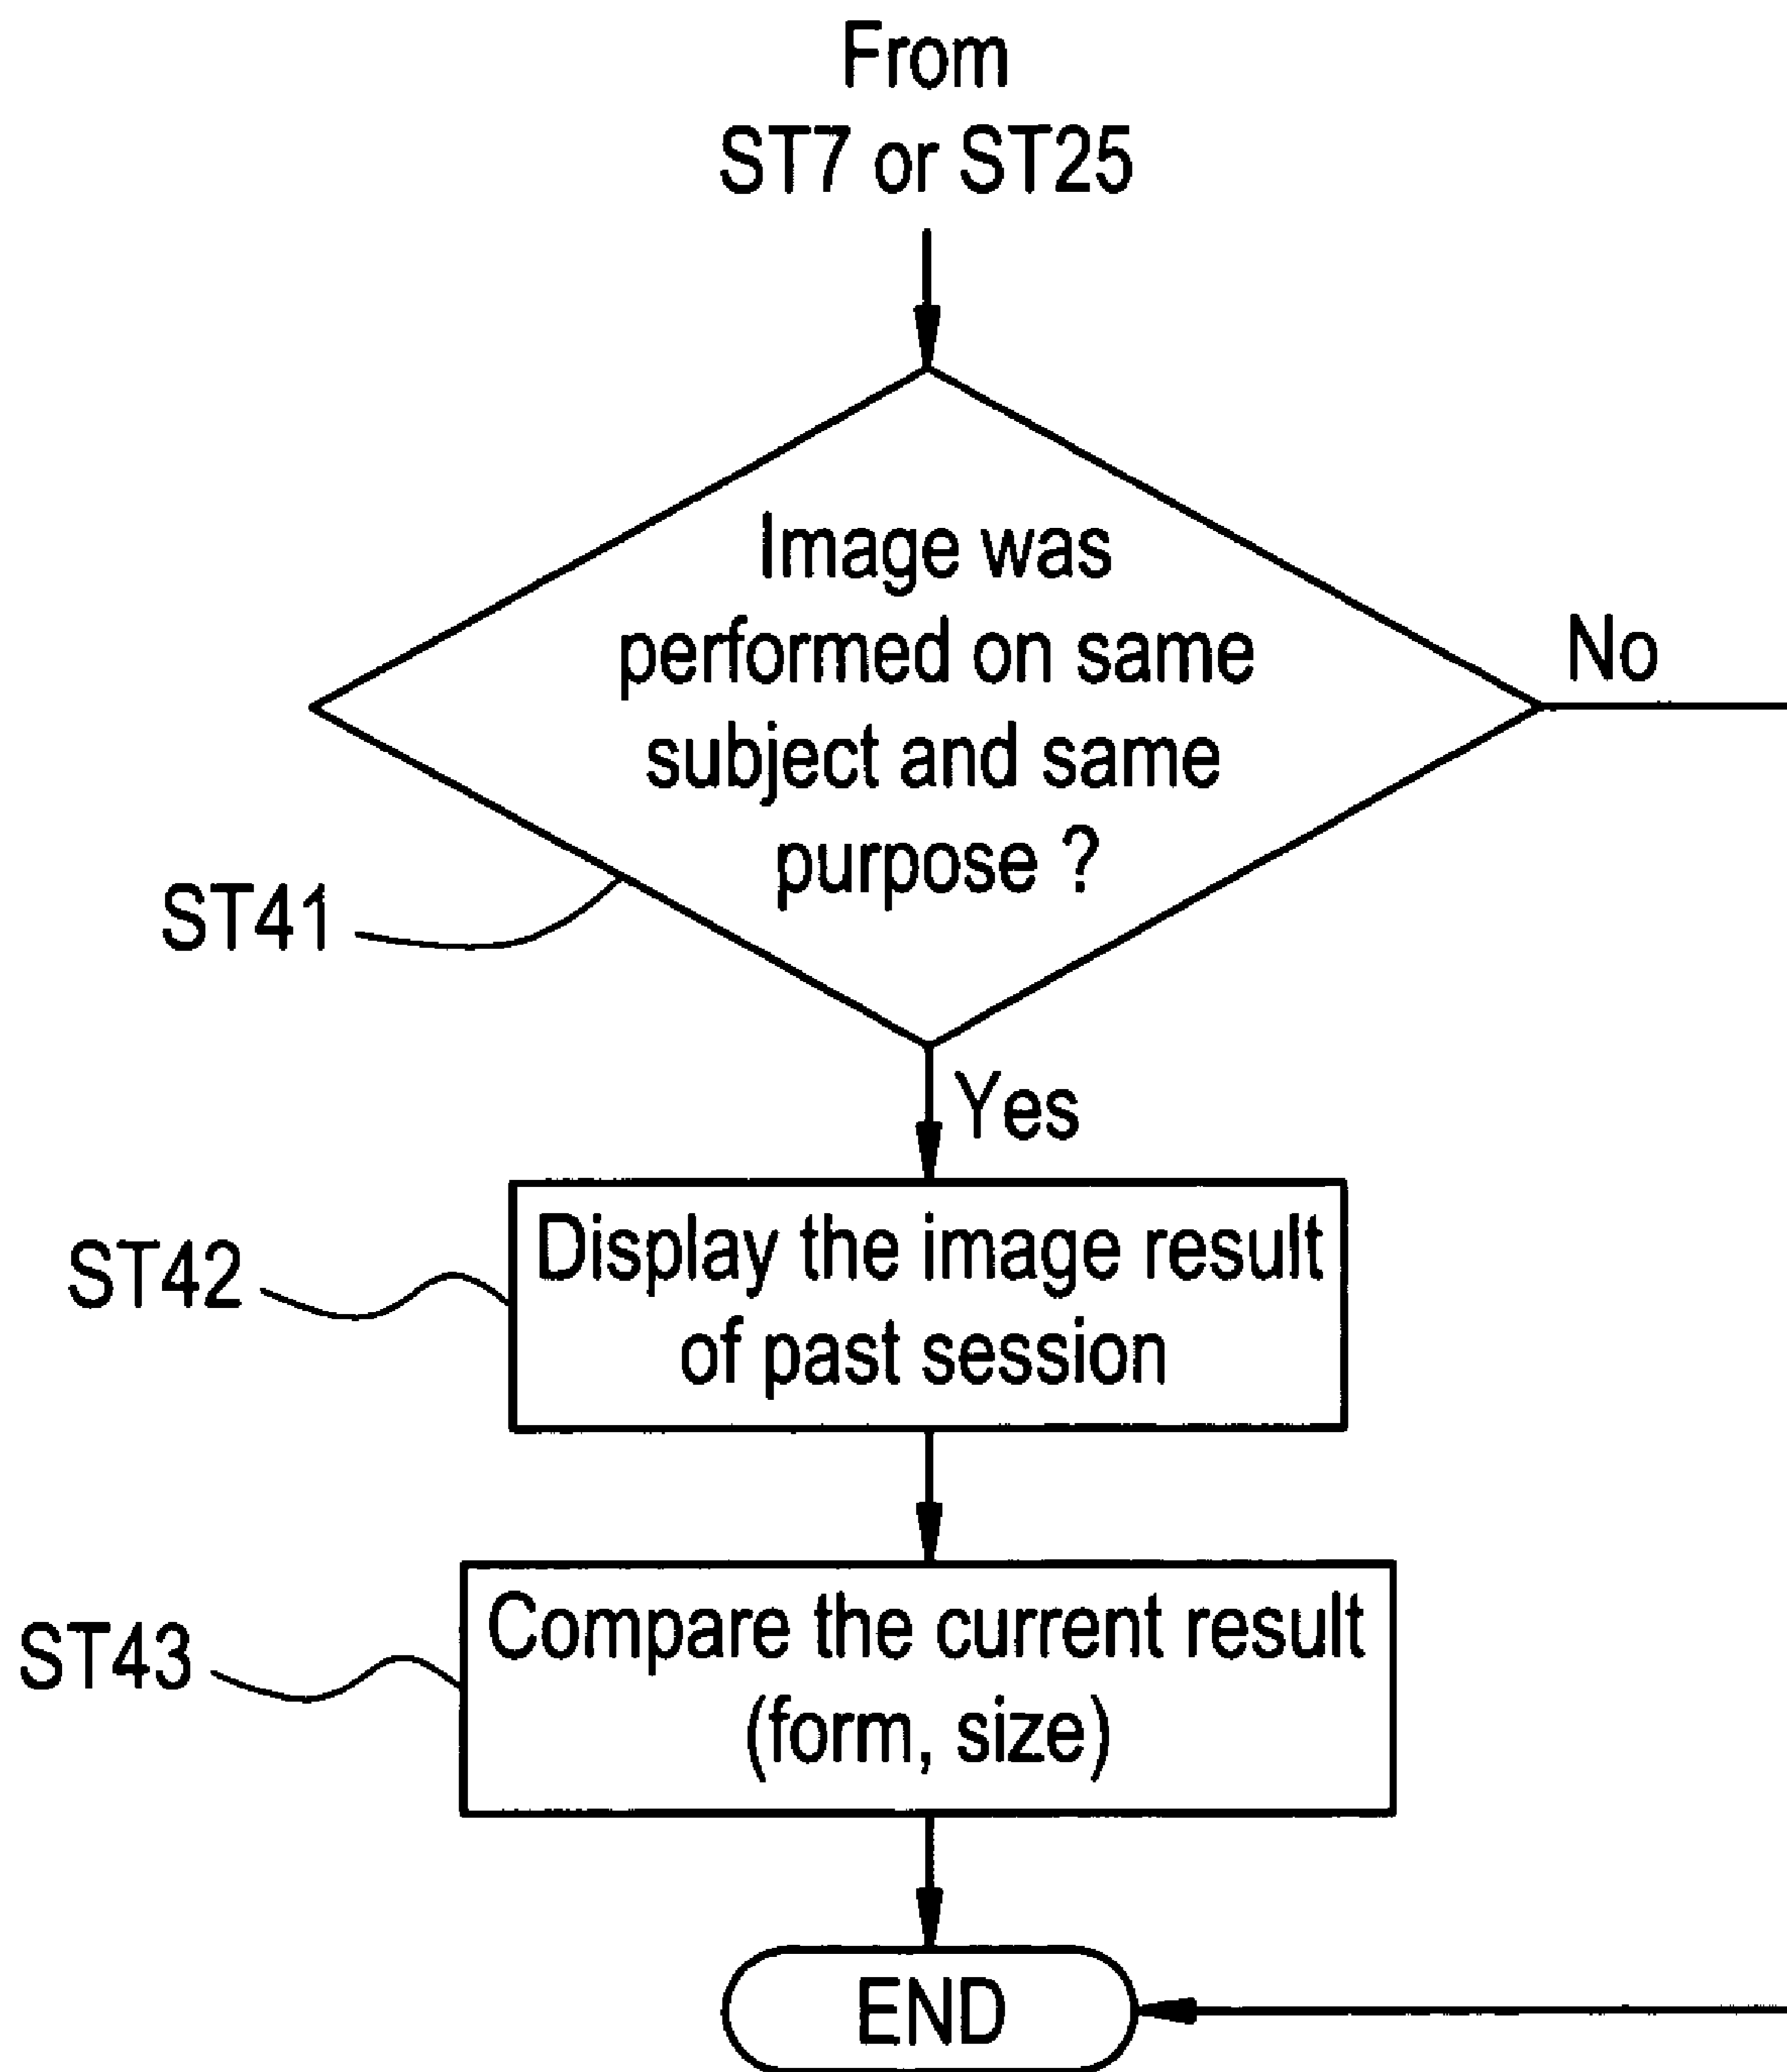 From
ST7 or ST25
Image was
performed on same
subject and same
purpose ?
No
ST41
Yes
ST42
Display the image result
of past session
ST43
Compare the current result
(form, size)
END